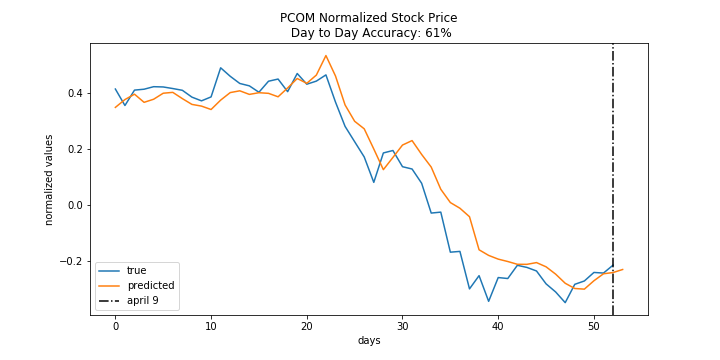 PCOM Normalized Stock Price
Day to Day Accuracy: 61%
normalized values
0.4
0.2
0.0
−0.2
true
predicted
april 9
0 10 20 30 40 50
days